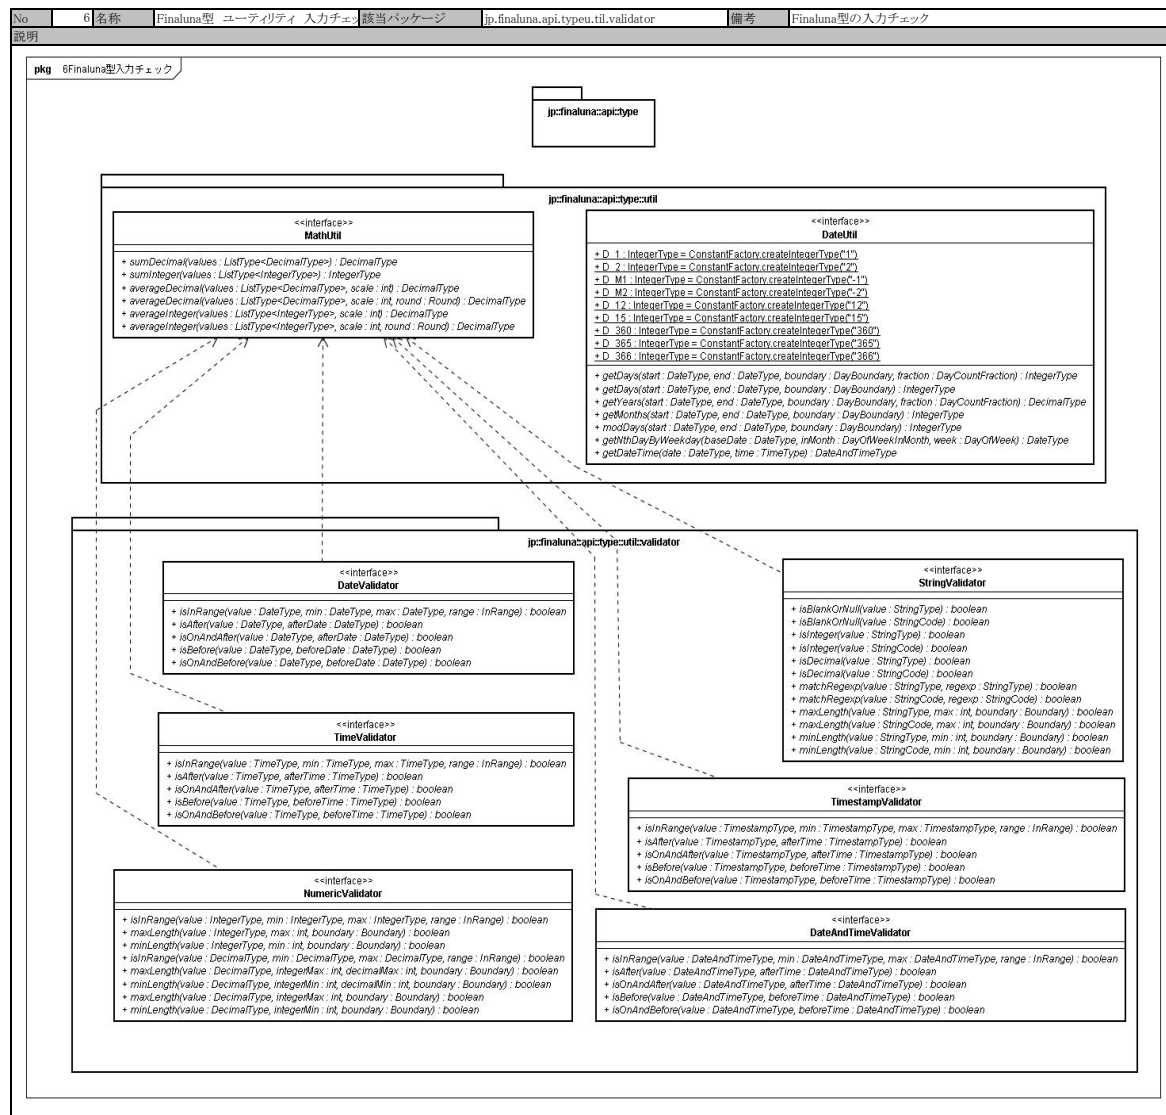 No 6 名称 Finaluna型 ユーティリティ 入力チェッ 該当パッケージ jp.finaluna.api.typeu.til.validator 備考 Finaluna型の入力チェック
説明
pkg 6Finaluna型入力チェック
jp::finaluna::api::type
jp::finaluna::api::type::util
<<interface>>
MathUtil
+ sumDecimal(values : ListType<DecimalType>) : DecimalType
+ sumInteger(values : ListType<IntegerType>) : IntegerType
+ averageDecimal(values : ListType<DecimalType>, scale : int) : DecimalType
+ averageDecimal(values : ListType<DecimalType>, scale : int, round : Round) : DecimalType
+ averageInteger(values : ListType<IntegerType>, scale : int) : DecimalType
+ averageInteger(values : ListType<IntegerType>, scale : int, round : Round) : DecimalType
<<interface>>
DateUtil
+ D_1 : IntegerType = ConstantFactory.createIntegerType("1")
+ D_2 : IntegerType = ConstantFactory.createIntegerType("2")
+ D_M1 : IntegerType = ConstantFactory.createIntegerType("-1")
+ D_M2 : IntegerType = ConstantFactory.createIntegerType("-2")
+ D_12 : IntegerType = ConstantFactory.createIntegerType("12")
+ D_15 : IntegerType = ConstantFactory.createIntegerType("15")
+ D_360 : IntegerType = ConstantFactory.createIntegerType("360")
+ D_365 : IntegerType = ConstantFactory.createIntegerType("365")
+ D_366 : IntegerType = ConstantFactory.createIntegerType("366")
+ getDays(start : DateType, end : DateType, boundary : DayBoundary, fraction : DayCountFraction) : IntegerType
+ getDays(start : DateType, end : DateType, boundary : DayBoundary) : IntegerType
+ getYears(start : DateType, end : DateType, boundary : DayBoundary, fraction : DayCountFraction) : DecimalType
+ getMonths(start : DateType, end : DateType, boundary : DayBoundary) : IntegerType
+ modDays(start : DateType, end : DateType, boundary : DayBoundary) : IntegerType
+ getNthDayByWeekday(baseDate : DateType, inMonth : DayOfWeekInMonth, week : DayOfWeek) : DateType
+ getDateTime(date : DateType, time : TimeType) : DateAndTimeType
jp::finaluna::api::type::util::validator
<<interface>>
DateValidator
+ isInRange(value : DateType, min : DateType, max : DateType, range : InRange) : boolean
+ isAfter(value : DateType, afterDate : DateType) : boolean
+ isOnAndAfter(value : DateType, afterDate : DateType) : boolean
+ isBefore(value : DateType, beforeDate : DateType) : boolean
+ isOnAndBefore(value : DateType, beforeDate : DateType) : boolean
<<interface>>
StringValidator
+ isBlankOrNull(value : StringType) : boolean
+ isBlankOrNull(value : StringCode) : boolean
+ isInteger(value : StringType) : boolean
+ isInteger(value : StringCode) : boolean
+ isDecimal(value : StringType) : boolean
+ isDecimal(value : StringCode) : boolean
+ matchRegexp(value : StringType, regexp : StringType) : boolean
+ matchRegexp(value : StringCode, regexp : StringCode) : boolean
+ maxLength(value : StringType, max : int, boundary : Boundary) : boolean
+ maxLength(value : StringCode, max : int, boundary : Boundary) : boolean
+ minLength(value : StringType, min : int, boundary : Boundary) : boolean
+ minLength(value : StringCode, min : int, boundary : Boundary) : boolean
<<interface>>
TimeValidator
+ isInRange(value : TimeType, min : TimeType, max : TimeType, range : InRange) : boolean
+ isAfter(value : TimeType, afterTime : TimeType) : boolean
+ isOnAndAfter(value : TimeType, afterTime : TimeType) : boolean
+ isBefore(value : TimeType, beforeTime : TimeType) : boolean
+ isOnAndBefore(value : TimeType, beforeTime : TimeType) : boolean
<<interface>>
TimestampValidator
+ isInRange(value : TimestampType, min : TimestampType, max : TimestampType, range : InRange) : boolean
+ isAfter(value : TimestampType, afterTime : TimestampType) : boolean
+ isOnAndAfter(value : TimestampType, afterTime : TimestampType) : boolean
+ isBefore(value : TimestampType, beforeTime : TimestampType) : boolean
+ isOnAndBefore(value : TimestampType, beforeTime : TimestampType) : boolean
<<interface>>
NumericValidator
+ isInRange(value : IntegerType, min : IntegerType, max : IntegerType, range : InRange) : boolean
+ maxLength(value : IntegerType, max : int, boundary : Boundary) : boolean
+ minLength(value : IntegerType, min : int, boundary : Boundary) : boolean
+ isInRange(value : DecimalType, min : DecimalType, max : DecimalType, range : InRange) : boolean
+ maxLength(value : DecimalType, integerMax : int, decimalMax : int, boundary : Boundary) : boolean
+ minLength(value : DecimalType, integerMin : int, decimalMin : int, boundary : Boundary) : boolean
+ maxLength(value : DecimalType, integerMax : int, boundary : Boundary) : boolean
+ minLength(value : DecimalType, integerMin : int, boundary : Boundary) : boolean
<<interface>>
DateAndTimeValidator
+ isInRange(value : DateAndTimeType, min : DateAndTimeType, max : DateAndTimeType, range : InRange) : boolean
+ isAfter(value : DateAndTimeType, afterTime : DateAndTimeType) : boolean
+ isOnAndAfter(value : DateAndTimeType, afterTime : DateAndTimeType) : boolean
+ isBefore(value : DateAndTimeType, beforeTime : DateAndTimeType) : boolean
+ isOnAndBefore(value : DateAndTimeType, beforeTime : DateAndTimeType) : boolean